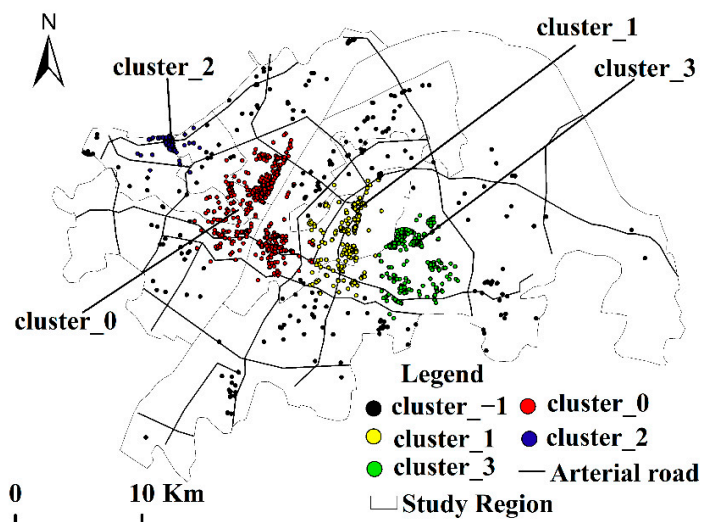 N
cluster_1
cluster_2
cluster_3
cluster_0
Legend
cluster_−1
cluster_0
cluster_1
cluster_2
cluster_3
Arterial road
0 10 Km
Study Region